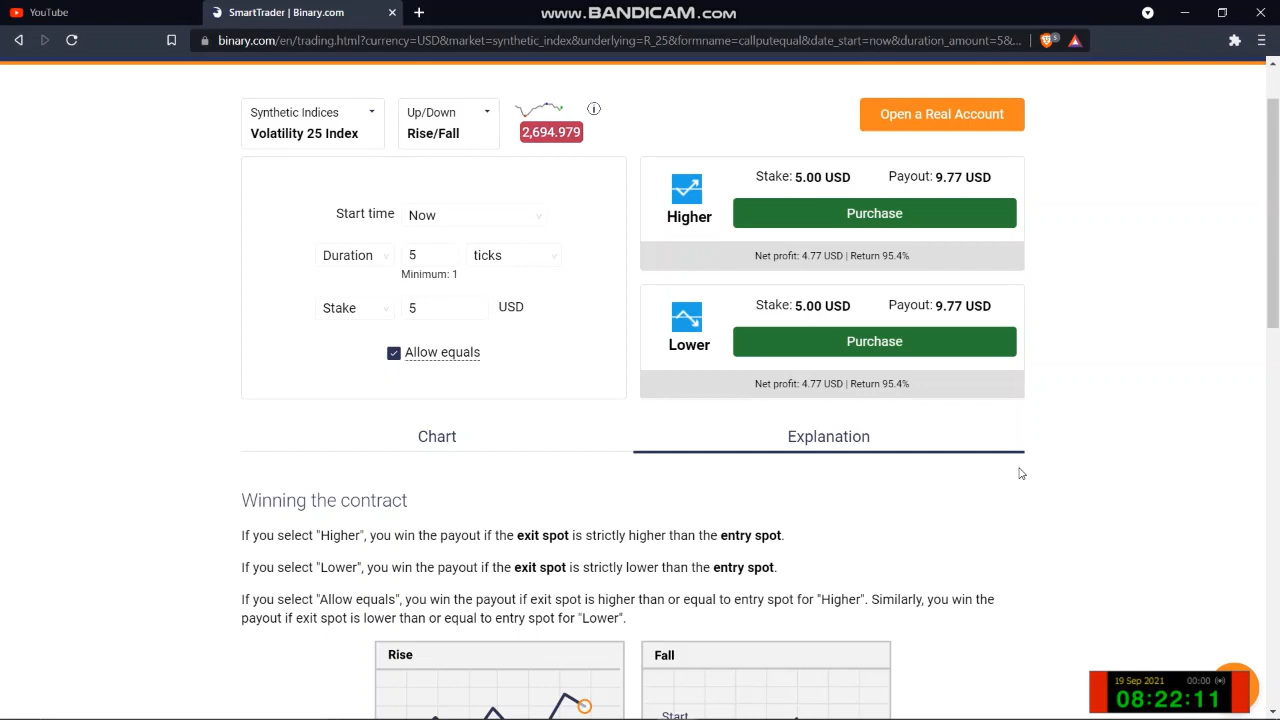 YouTube
SmartTrader | Binary.com
www.BANDICAM.com
binary.com/en/trading.html?currency=USD&market=synthetic_index&underlying=R_25&formname=callputequal&date_start=now&duration_amount=5&...
5
Synthetic Indices
Volatility 25 Index
Up/Down
Rise/Fall
2,694.979
Open a Real Account
Start time Now
Duration 5 ticks
Minimum: 1
Stake 5 USD
Allow equals
Higher
Stake: 5.00 USD Payout: 9.77 USD
Purchase
Net profit: 4.77 USD | Return 95.4%
Lower
Stake: 5.00 USD Payout: 9.77 USD
Purchase
Net profit: 4.77 USD | Return 95.4%
Chart Explanation
Winning the contract
If you select "Higher", you win the payout if the exit spot is strictly higher than the entry spot.
If you select "Lower", you win the payout if the exit spot is strictly lower than the entry spot.
If you select "Allow equals", you win the payout if exit spot is higher than or equal to entry spot for "Higher". Similarly, you win the
payout if exit spot is lower than or equal to entry spot for "Lower".
Rise
Fall
Start
19 Sep 2021 00:00
08:22:11